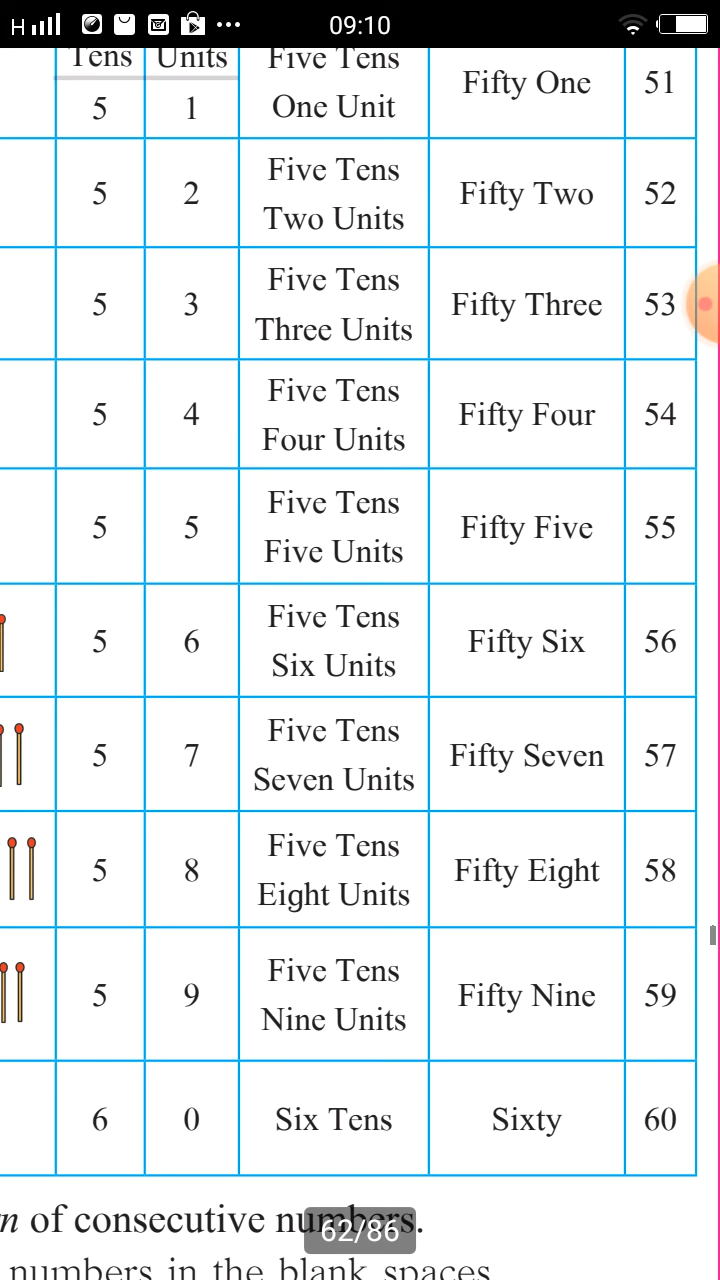 H 09:10
Tens Units Five Tens Fifty One 51
5 1 One Unit
5 2 Five Tens Fifty Two 52
Two Units
5 3 Five Tens Fifty Three 53
Three Units
5 4 Five Tens Fifty Four 54
Four Units
5 5 Five Tens Fifty Five 55
Five Units
5 6 Five Tens Fifty Six 56
Six Units
5 7 Five Tens Fifty Seven 57
Seven Units
5 8 Five Tens Fifty Eight 58
Eight Units
5 9 Five Tens Fifty Nine 59
Nine Units
6 0 Six Tens Sixty 60
n of consecutive numbers.
62/86
numbers in the blank spaces